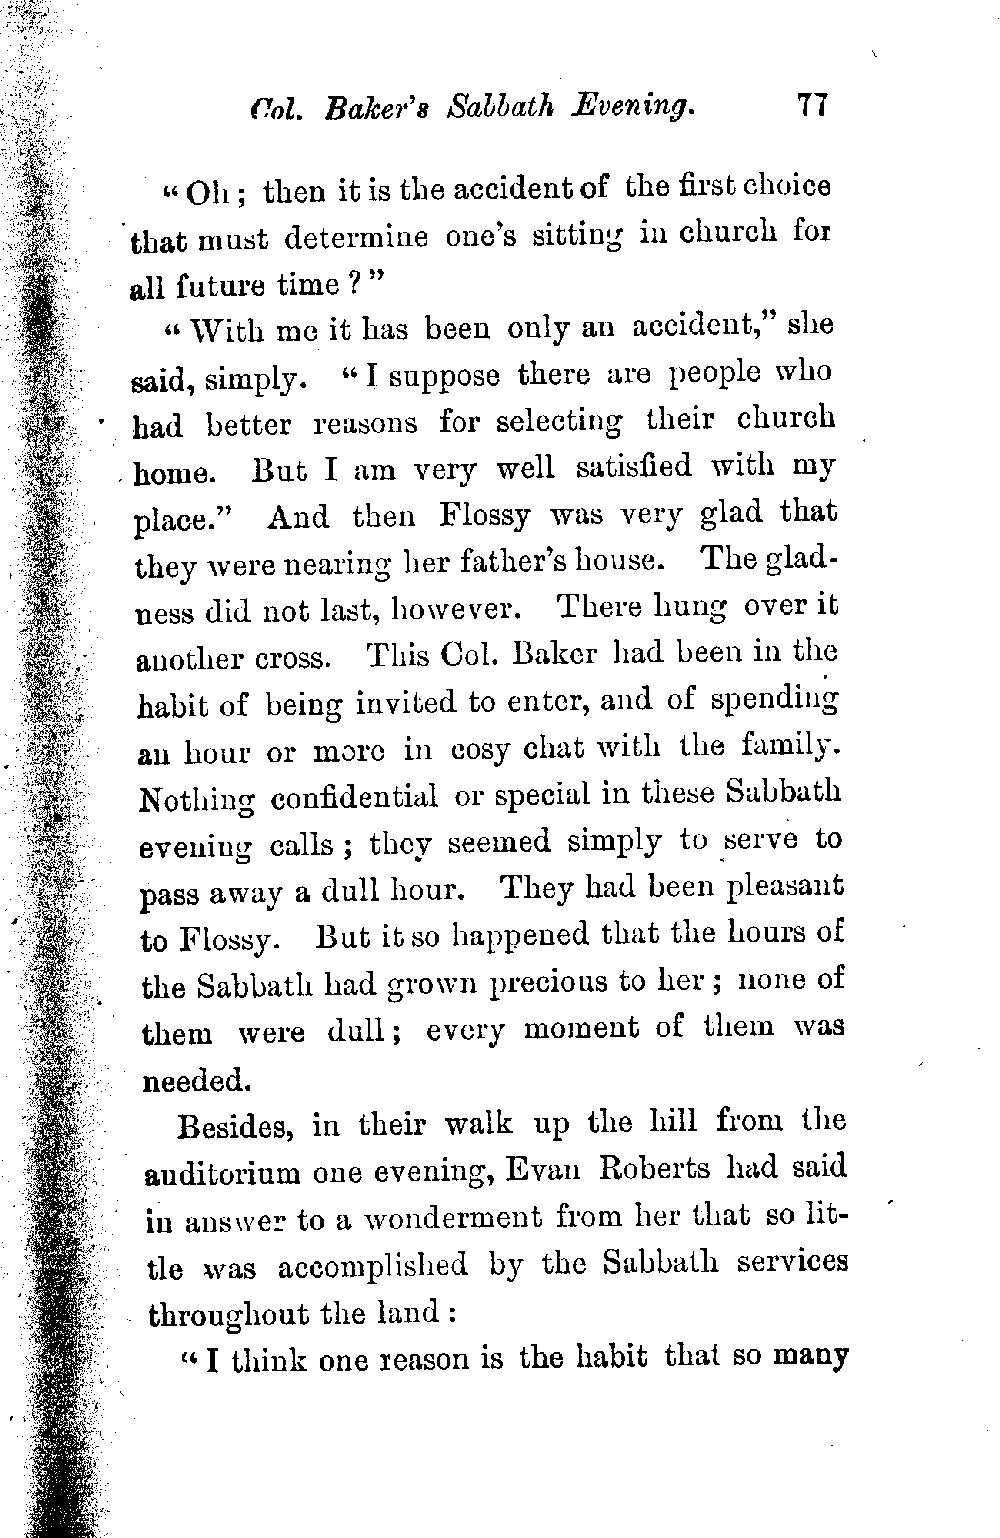 Col. Baker's Sabbath Evening. 77
"Oh; then it is the accident of the first choice
that must determine one's sitting in church for
all future time?"
"With me it has been only an accident," she
said, simply. "I suppose there are people who
had better reasons for selecting their church
home. But I am very well satisfied with my
place." And then Flossy was very glad that
they were nearing her father's house. The glad-
ness did not last, however. There hung over it
another cross. This Col. Baker had been in the
habit of being invited to enter, and of spending
an hour or more in cosy chat with the family.
Nothing confidential or special in these Sabbath
evening calls; they seemed simply to serve to
pass away a dull hour. They had been pleasant
to Flossy. But it so happened that the hours of
the Sabbath had grown precious to her; none of
them were dull; every moment of them was
needed.
Besides, in their walk up the hill from the
auditorium one evening, Evan Roberts had said
in answer to a wonderment from her that so lit-
tle was accomplished by the Sabbath services
throughout the land:
"I think one reason is the habit that so many